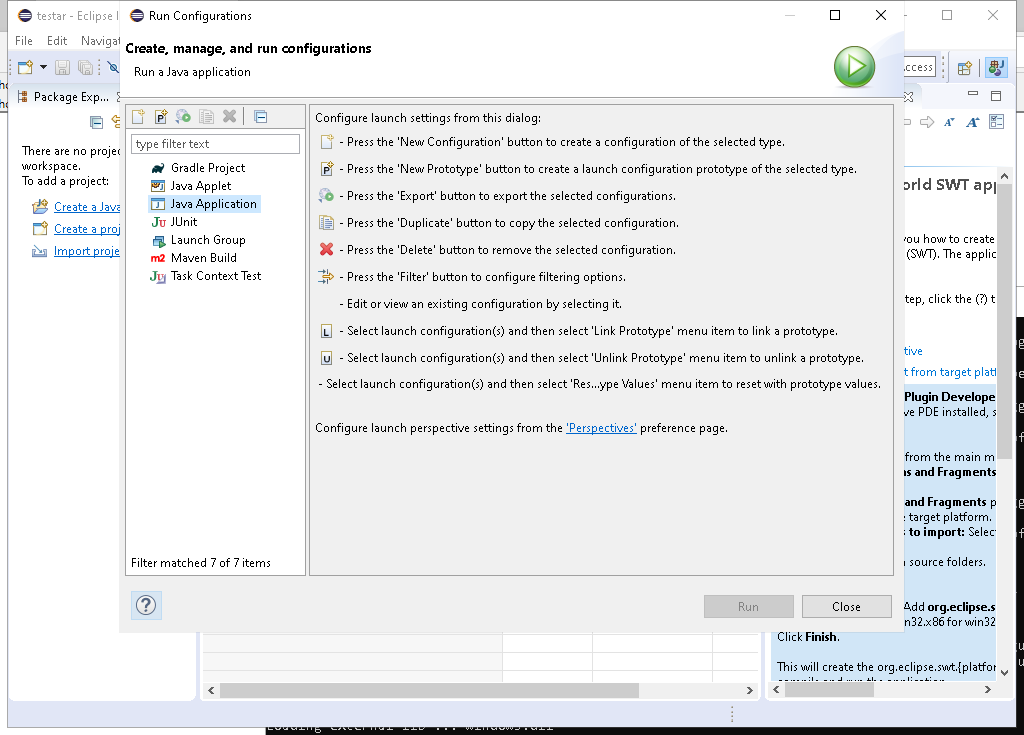 testar - Eclipse
Run Configurations
File Edit Navigat
Create, manage, and run configurations
Run a Java application
ccess
Package Exp...
type filter text
There are no projec
workspace.
To add a project:
Create a Java
Create a proj
Import proje
Gradle Project
Java Applet
Java Application
JUnit
Launch Group
Maven Build
Task Context Test
Filter matched 7 of 7 items
Configure launch settings from this dialog:
- Press the 'New Configuration' button to create a configuration of the selected type.
- Press the 'New Prototype' button to create a launch configuration prototype of the selected type.
- Press the 'Export' button to export the selected configurations.
- Press the 'Duplicate' button to copy the selected configuration.
- Press the 'Delete' button to remove the selected configuration.
- Press the 'Filter' button to configure filtering options.
- Edit or view an existing configuration by selecting it.
- Select launch configuration(s) and then select 'Link Prototype' menu item to link a prototype.
- Select launch configuration(s) and then select 'Unlink Prototype' menu item to unlink a prototype.
- Select launch configuration(s) and then select 'Res...ype Values' menu item to reset with prototype values.
Configure launch perspective settings from the 'Perspectives' preference page.
Run Close
orld SWT app
you how to create
(SWT). The applic
tep, click the (?) t
tive
t from target platf
Plugin Develope
ve PDE installed, s
from the main m
ns and Fragments
and Fragments p
e target platform.
s to import: Selec
n source folders.
Add org.eclipse.s
n32.x86 for win32
Click Finish.
This will create the org.eclipse.swt.{platfor
compile and run the application.
Loading external lib ... windows.dll